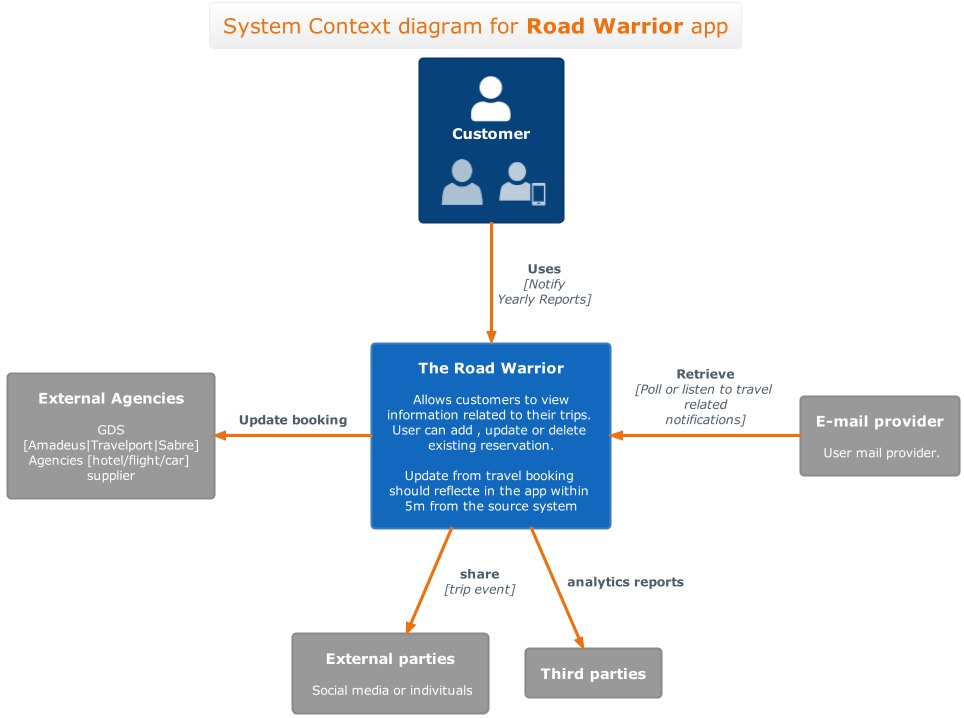 System Context diagram for Road Warrior app
Customer
Uses
[Notify
Yearly Reports]
The Road Warrior
Allows customers to view
information related to their trips.
User can add , update or delete
existing reservation.
Update from travel booking
should reflecte in the app within
5m from the source system
External Agencies
GDS
[Amadeus|Travelport|Sabre]
Agencies [hotel/flight/car]
supplier
Update booking
Retrieve
[Poll or listen to travel
related
notifications]
E-mail provider
User mail provider.
share
[trip event]
analytics reports
External parties
Social media or indivituals
Third parties